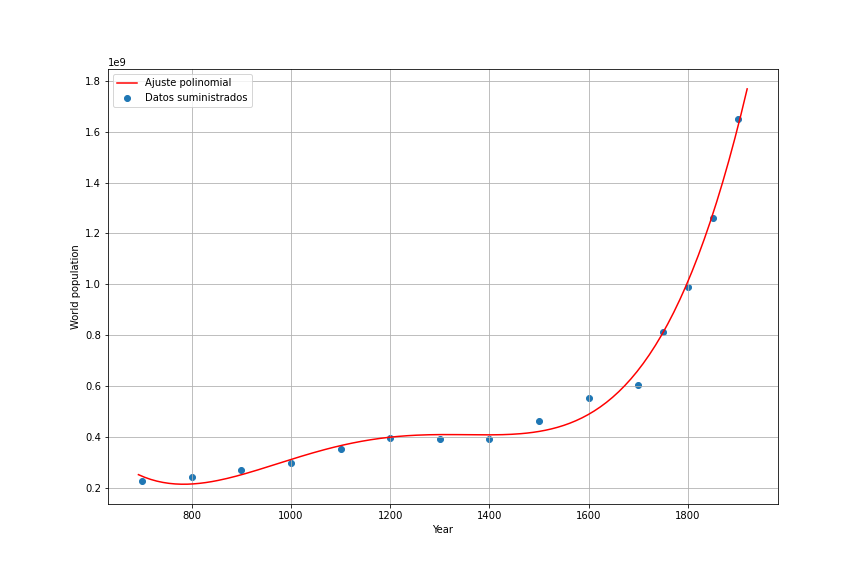 1e9
Ajuste polinomial
Datos suministrados
1.8
1.6
1.4
1.2
1.0
0.8
0.6
0.4
0.2
World population
800 1000 1200 1400 1600 1800
Year